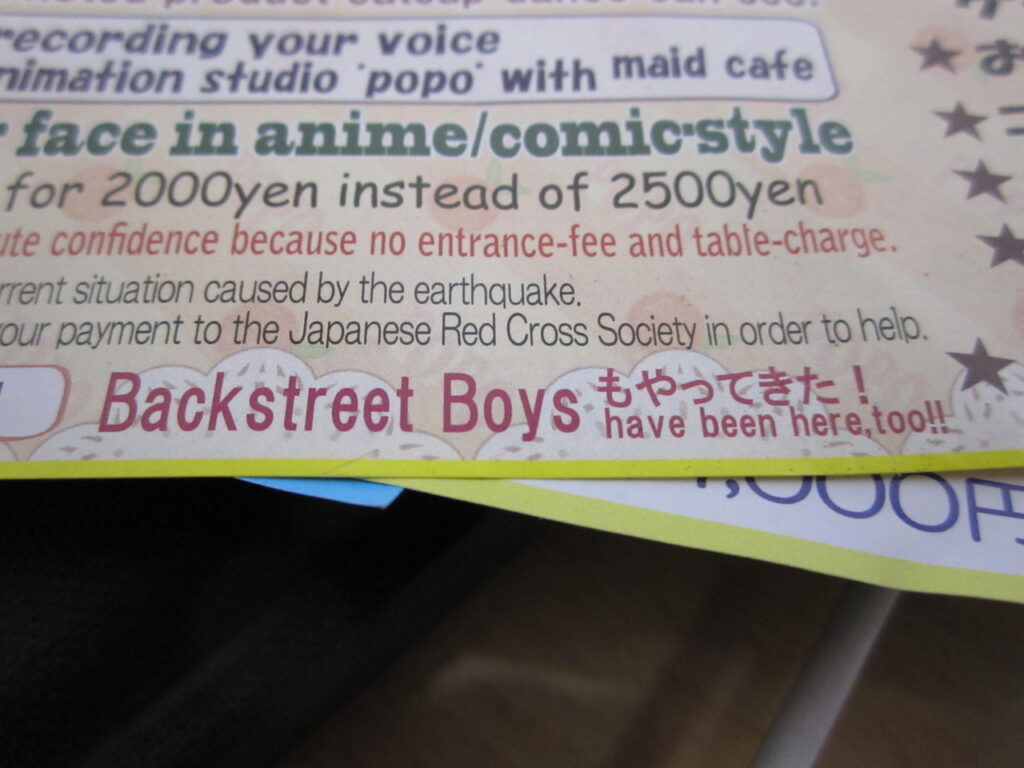 recording your voice
nimation studio 'popo' with maid cafe
face in anime/comic-style
for 2000yen instead of 2500yen
ute confidence because no entrance-fee and table-charge.
rrent situation caused by the earthquake.
our payment to the Japanese Red Cross Society in order to help.
Backstreet Boys もやってきた！
have been here,too!!
1,000円
★
★
★
★
★